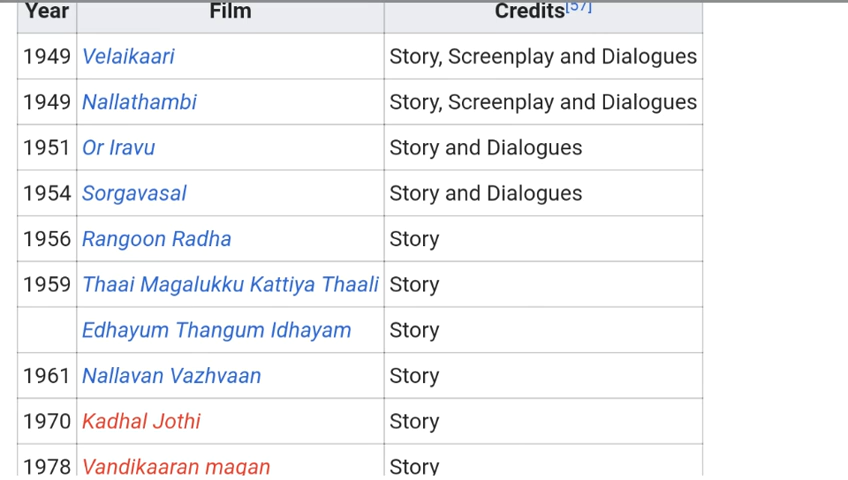 Year Film Credits[57]
1949 Velaikaari Story, Screenplay and Dialogues
1949 Nallathambi Story, Screenplay and Dialogues
1951 Or Iravu Story and Dialogues
1954 Sorgavasal Story and Dialogues
1956 Rangoon Radha Story
1959 Thaai Magalukku Kattiya Thaali Story
Edhayum Thangum Idhayam Story
1961 Nallavan Vazhvaan Story
1970 Kadhal Jothi Story
1978 Vandikaaran magan Story